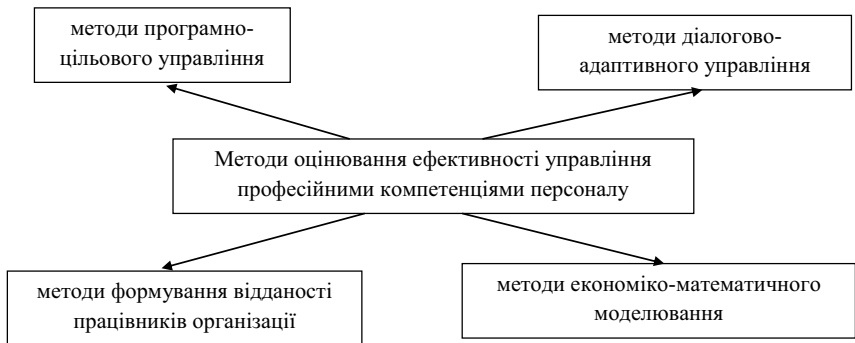 методи програмно-
цільового управління
методи діалогово-
адаптивного управління
Методи оцінювання ефективності управління
професійними компетенціями персоналу
методи формування відданості
працівників організації
методи економіко-математичного
моделювання